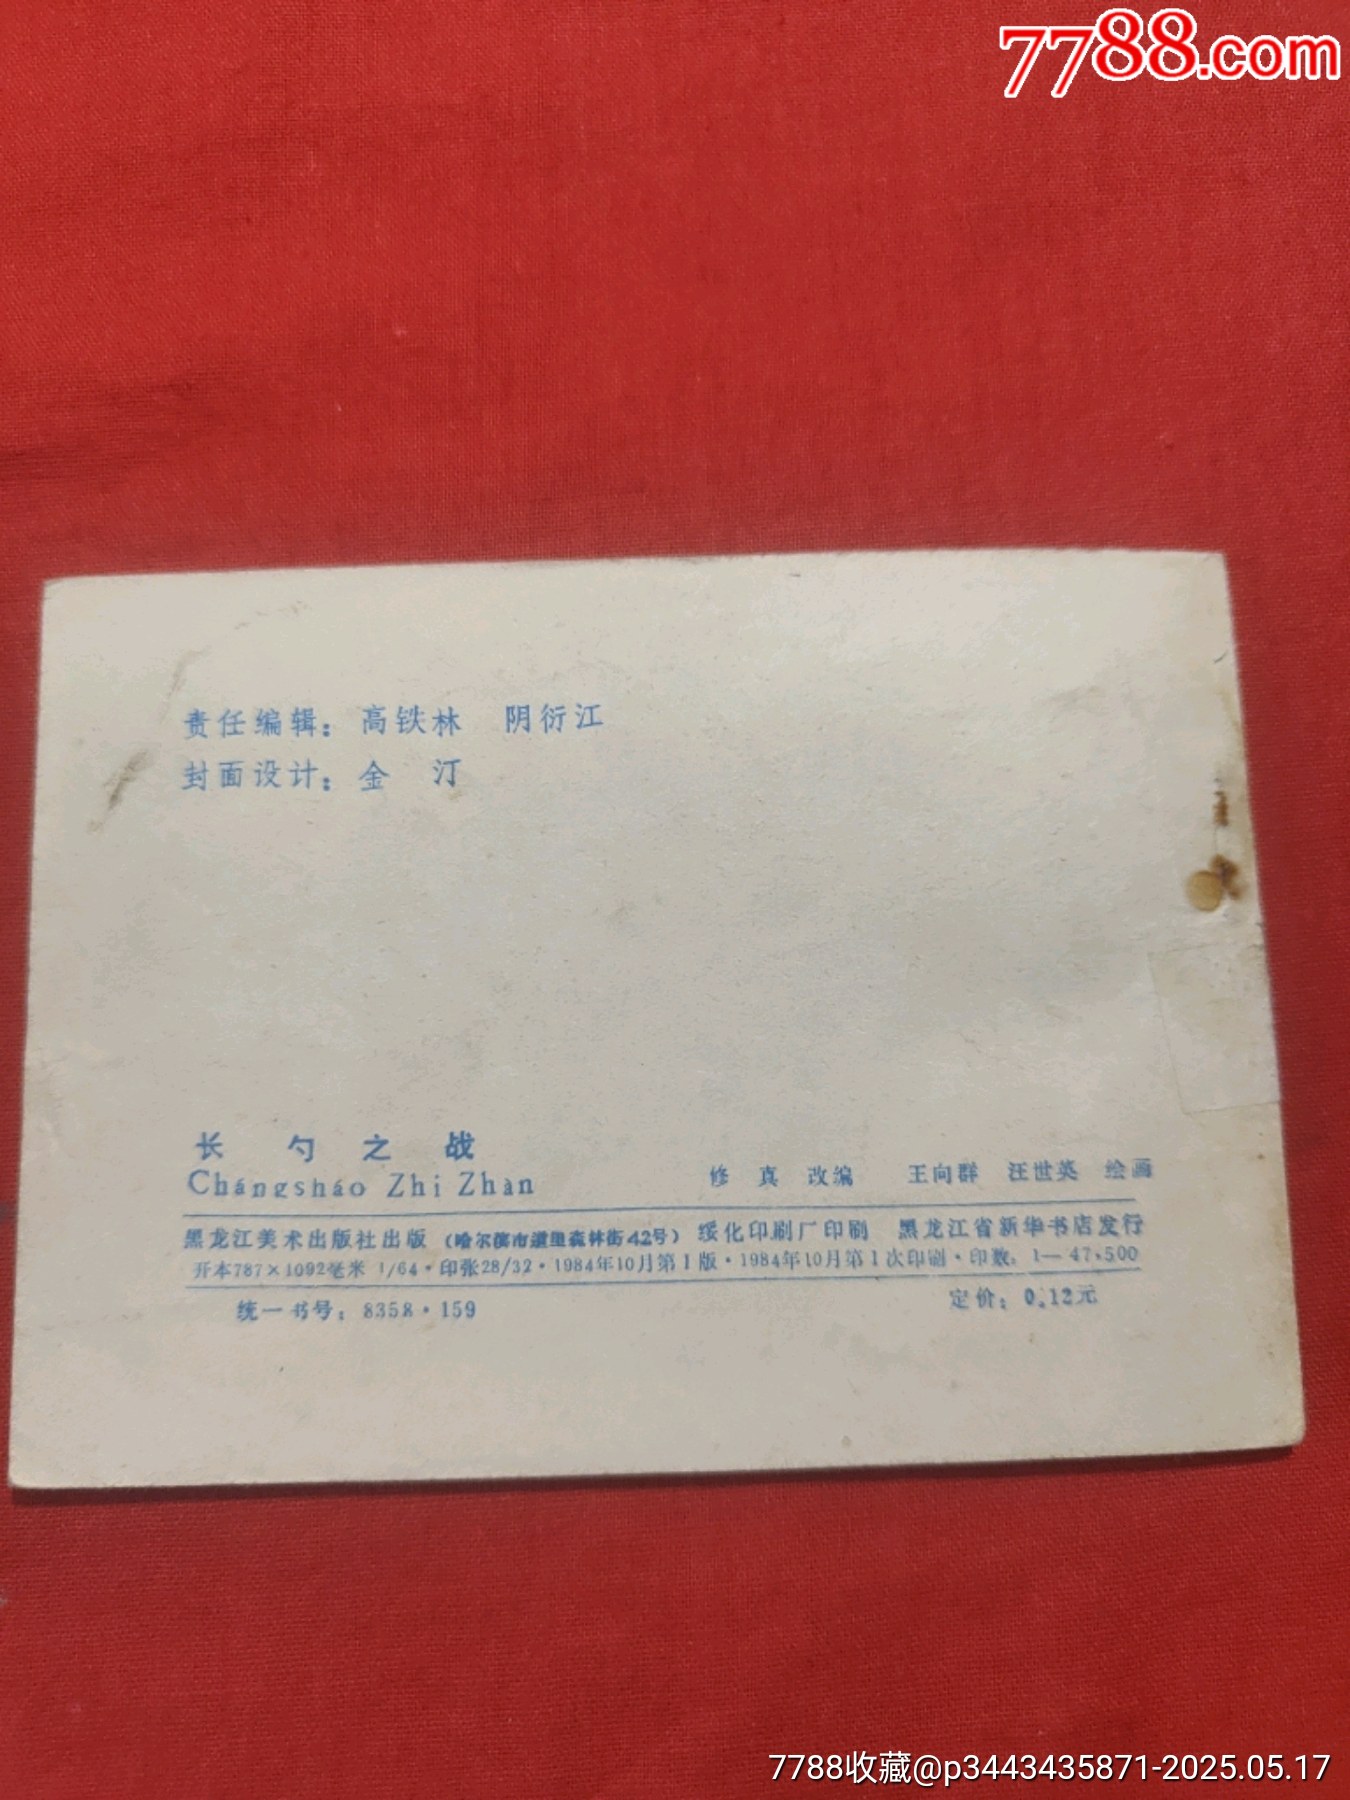 7788.com
责任编辑：高铁林 阴衍江
封面设计：金 汀
长勺之战
Chángsháo Zhī Zhàn
修真 改编 王向群 汪世英 绘画
黑龙江美术出版社出版（哈尔滨市道里森林街42号）绥化印刷厂印刷 黑龙江省新华书店发行
开本787×1092毫米 1/64·印张28/32·1984年10月第1版·1984年10月第1次印刷·印数：1—47,500
统一书号：8358·159 定价：0.12元
7788收藏@p3443435871-2025.05.17